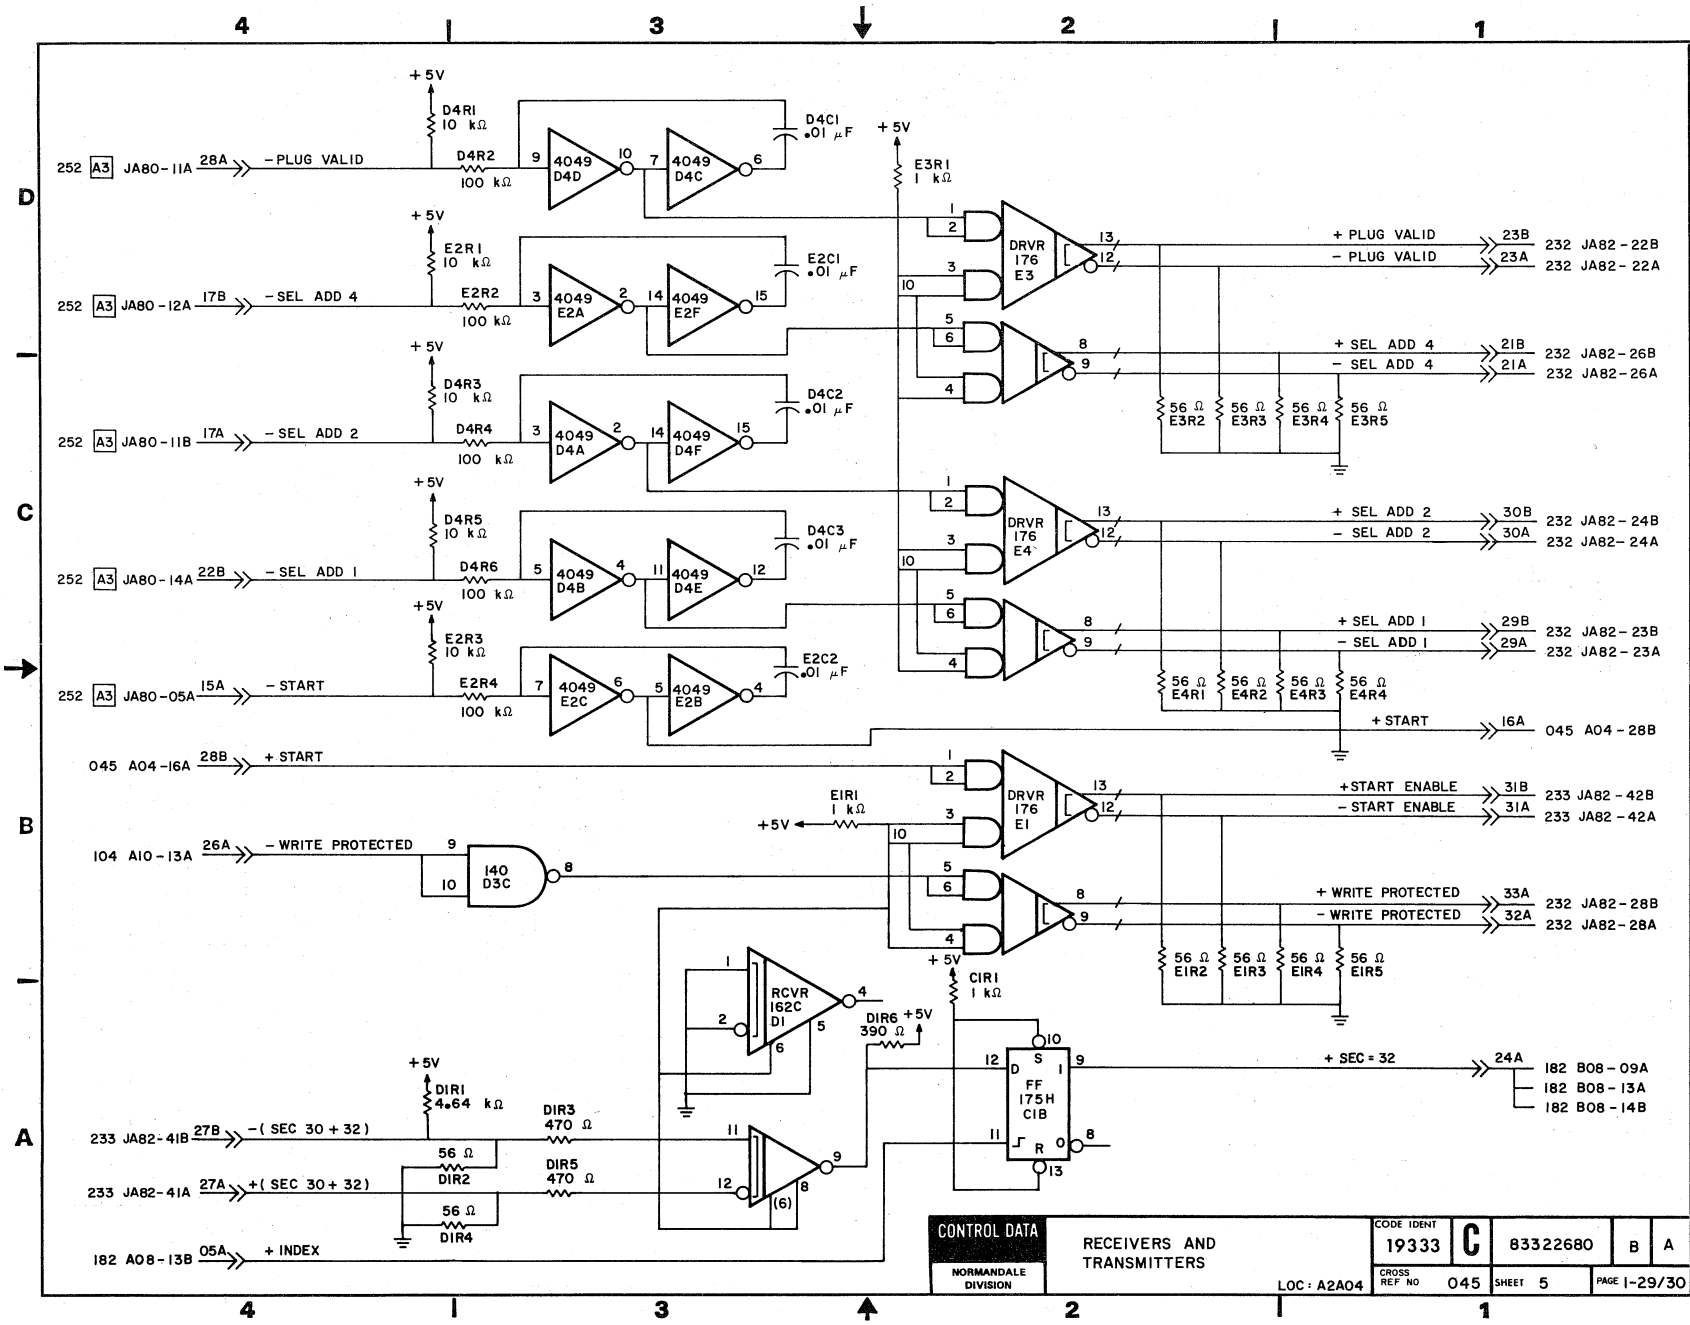 4 3 2 1
+5V
D4R1
10 kΩ
D4C1
.01 µF
+5V
252 A3 JA80-11A 28A −PLUG VALID
D4R2
100 kΩ
9 4049 D4D 10
7 4049 D4C 6
E3R1
1 kΩ
D
+5V
E2R1
10 kΩ
E2C1
.01 µF
1
2
3
10
DRVR
176
E3
13
12
+ PLUG VALID 23B 232 JA82-22B
− PLUG VALID 23A 232 JA82-22A
252 A3 JA80-12A 17B −SEL ADD 4
E2R2
100 kΩ
3 4049 E2A 2
14 4049 E2F 15
5
6
4
8
9
+ SEL ADD 4 21B 232 JA82-26B
− SEL ADD 4 21A 232 JA82-26A
+5V
D4R3
10 kΩ
D4C2
.01 µF
56 Ω E3R2
56 Ω E3R3
56 Ω E3R4
56 Ω E3R5
252 A3 JA80-11B 17A −SEL ADD 2
D4R4
100 kΩ
3 4049 D4A 2
14 4049 D4F 15
C
+5V
D4R5
10 kΩ
D4C3
.01 µF
1
2
3
10
DRVR
176
E4
13
12
+ SEL ADD 2 30B 232 JA82-24B
− SEL ADD 2 30A 232 JA82-24A
252 A3 JA80-14A 22B −SEL ADD 1
D4R6
100 kΩ
5 4049 D4B 4
11 4049 D4E 12
5
6
4
8
9
+SEL ADD 1 29B 232 JA82-23B
− SEL ADD 1 29A 232 JA82-23A
+5V
E2R3
10 kΩ
E2C2
.01 µF
56 Ω E4R1
56 Ω E4R2
56 Ω E4R3
56 Ω E4R4
252 A3 JA80-05A 15A −START
E2R4
100 kΩ
7 4049 E2C 6
5 4049 E2B 4
+START 16A 045 A04-28B
045 A04-16A 28B +START
1
2
3
10
DRVR
176
E1
13
12
+START ENABLE 31B 233 JA82-42B
−START ENABLE 31A 233 JA82-42A
B
+5V
E1R1
1 kΩ
104 A10-13A 26A −WRITE PROTECTED
9
10
140
D3C
8
5
6
4
8
9
+ WRITE PROTECTED 33A 232 JA82-28B
− WRITE PROTECTED 32A 232 JA82-28A
56 Ω E1R2
56 Ω E1R3
56 Ω E1R4
56 Ω E1R5
1
2
RCVR
162C
D1
4
5
6
+5V
C1R1
1 kΩ
D1R6
390 Ω
+5V
10
12 D S 1 9
FF
175H
C1B
11 R 0 8
13
+ SEC=32 24A 182 B08-09A
182 B08-13A
182 B08-14B
+5V
D1R1
4.64 kΩ
A
233 JA82-41B 27B −(SEC 30+32)
D1R3
470 Ω
11
56 Ω
D1R2
D1R5
470 Ω
233 JA82-41A 27A +(SEC 30+32)
12
9
8
(6)
56 Ω
D1R4
182 A08-13B 05A + INDEX
CONTROL DATA
NORMANDALE
DIVISION
RECEIVERS AND
TRANSMITTERS
LOC: A2A04
CODE IDENT
19333
C
83322680
B
A
CROSS
REF NO 045
SHEET 5
PAGE 1-29/30
4 3 2 1